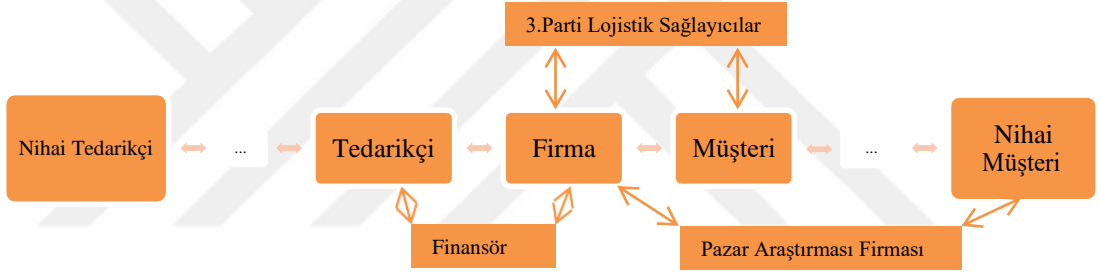 3.Parti Lojistik Sağlayıcılar
Nihai Tedarikçi
...
Tedarikçi
Firma
Müşteri
...
Nihai
Müşteri
Finansör
Pazar Araştırması Firması